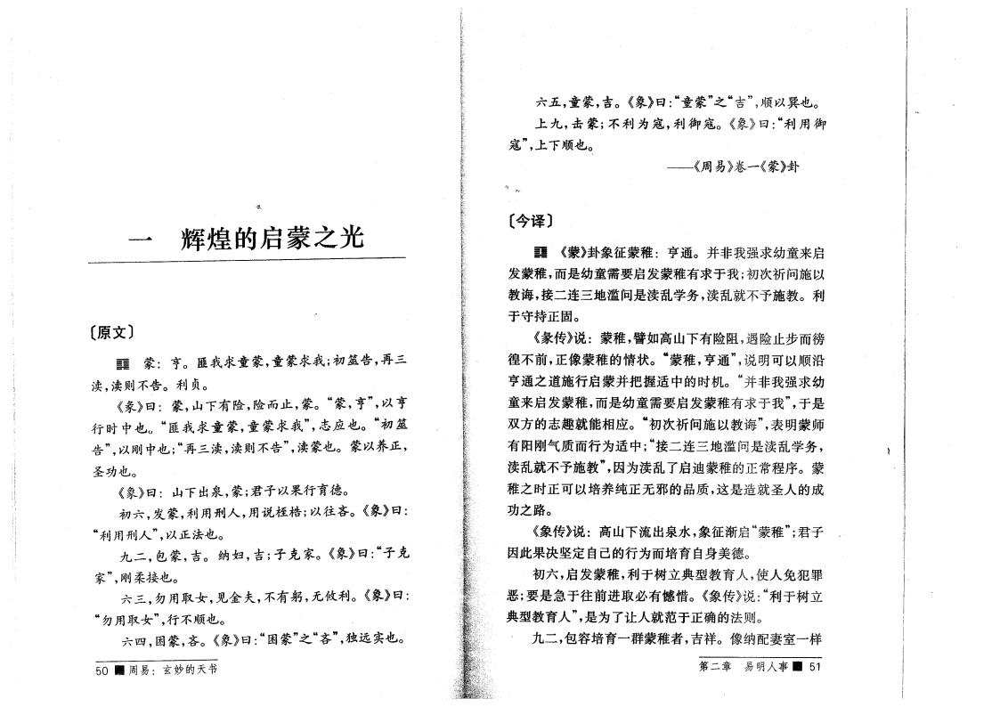 一 辉煌的启蒙之光
〔原文〕
䷃ 蒙：亨。匪我求童蒙，童蒙求我；初筮告，再三
渎，渎则不告。利贞。
《彖》曰：蒙，山下有险，险而止，蒙。“蒙，亨”，以亨
行时中也。“匪我求童蒙，童蒙求我”，志应也。“初筮
告”，以刚中也；“再三渎，渎则不告”，渎蒙也。蒙以养正，
圣功也。
《象》曰：山下出泉，蒙；君子以果行育德。
初六，发蒙，利用刑人，用说桎梏；以往吝。《象》曰：
“利用刑人”，以正法也。
九二，包蒙，吉。纳妇，吉；子克家。《象》曰：“子克
家”，刚柔接也。
六三，勿用取女，见金夫，不有躬，无攸利。《象》曰：
“勿用取女”，行不顺也。
六四，困蒙，吝。《象》曰：“困蒙”之“吝”，独远实也。
50 ■ 周易：玄妙的天书
六五，童蒙，吉。《象》曰：“童蒙”之“吉”，顺以巽也。
上九，击蒙；不利为寇，利御寇。《象》曰：“利用御
寇”，上下顺也。
——《周易》卷一《蒙》卦
〔今译〕
䷃ 《蒙》卦象征蒙稚：亨通。并非我强求幼童来启
发蒙稚，而是幼童需要启发蒙稚有求于我；初次祈问施以
教诲，接二连三地滥问是渎乱学务，渎乱就不予施教。利
于守持正固。
《彖传》说：蒙稚，譬如高山下有险阻，遇险止步而徬
徨不前，正像蒙稚的情状。“蒙稚，亨通”，说明可以顺沿
亨通之道施行启蒙并把握适中的时机。“并非我强求幼
童来启发蒙稚，而是幼童需要启发蒙稚有求于我”，于是
双方的志趣就能相应。“初次祈问施以教诲”，表明蒙师
有阳刚气质而行为适中；“接二连三地滥问是渎乱学务，
渎乱就不予施教”，因为渎乱了启迪蒙稚的正常程序。蒙
稚之时正可以培养纯正无邪的品质，这是造就圣人的成
功之路。
《象传》说：高山下流出泉水，象征渐启“蒙稚”；君子
因此果决坚定自己的行为而培育自身美德。
初六，启发蒙稚，利于树立典型教育人，使人免犯罪
恶；要是急于往前进取必有憾惜。《象传》说：“利于树立
典型教育人”，是为了让人就范于正确的法则。
九二，包容培育一群蒙稚者，吉祥。像纳配妻室一样
第二章 易明人事 ■ 51